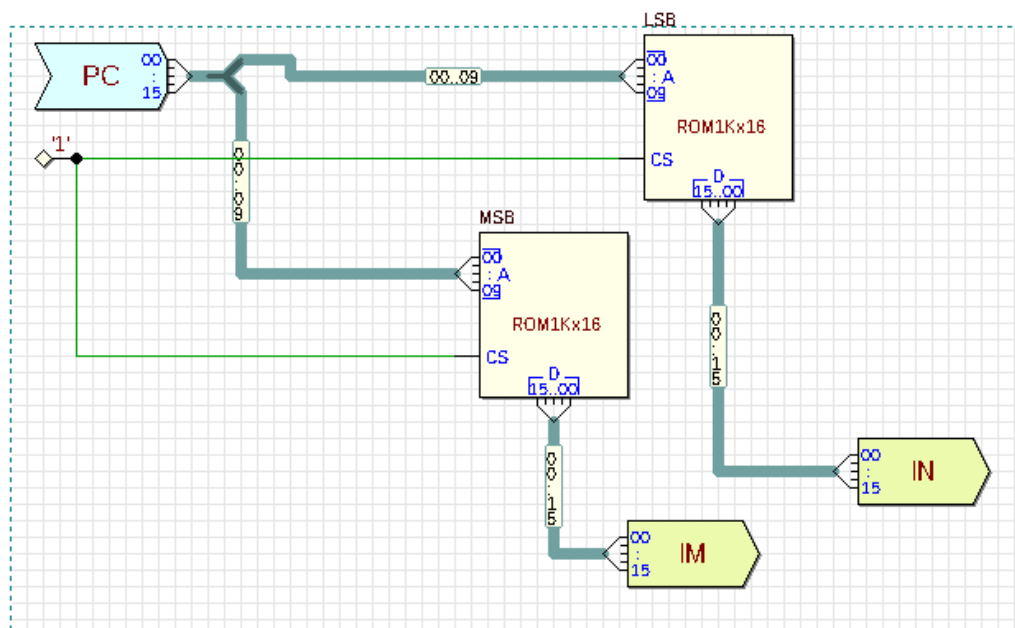 LSB
PC
00
:
15
00..09
00
: A
09
ROM1Kx16
'1'
CS
D
15..00
00..09
MSB
00
: A
09
ROM1Kx16
CS
D
15..00
00..15
00..15
00
:
15
IN
00
:
15
IM